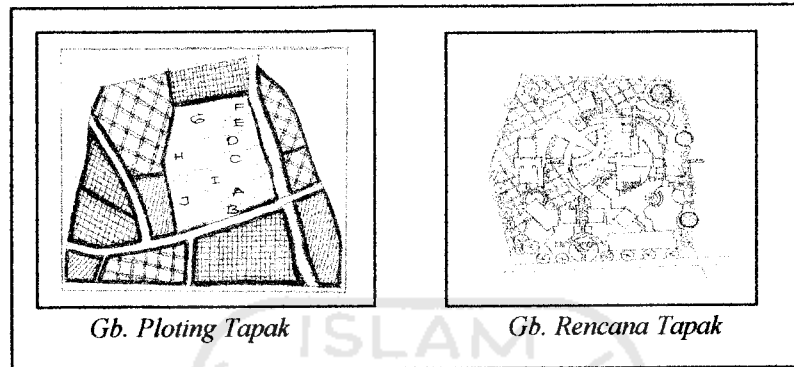 F
G
E
D
H
C
I
A
J
B
Gb. Ploting Tapak
Gb. Rencana Tapak
ISLAM